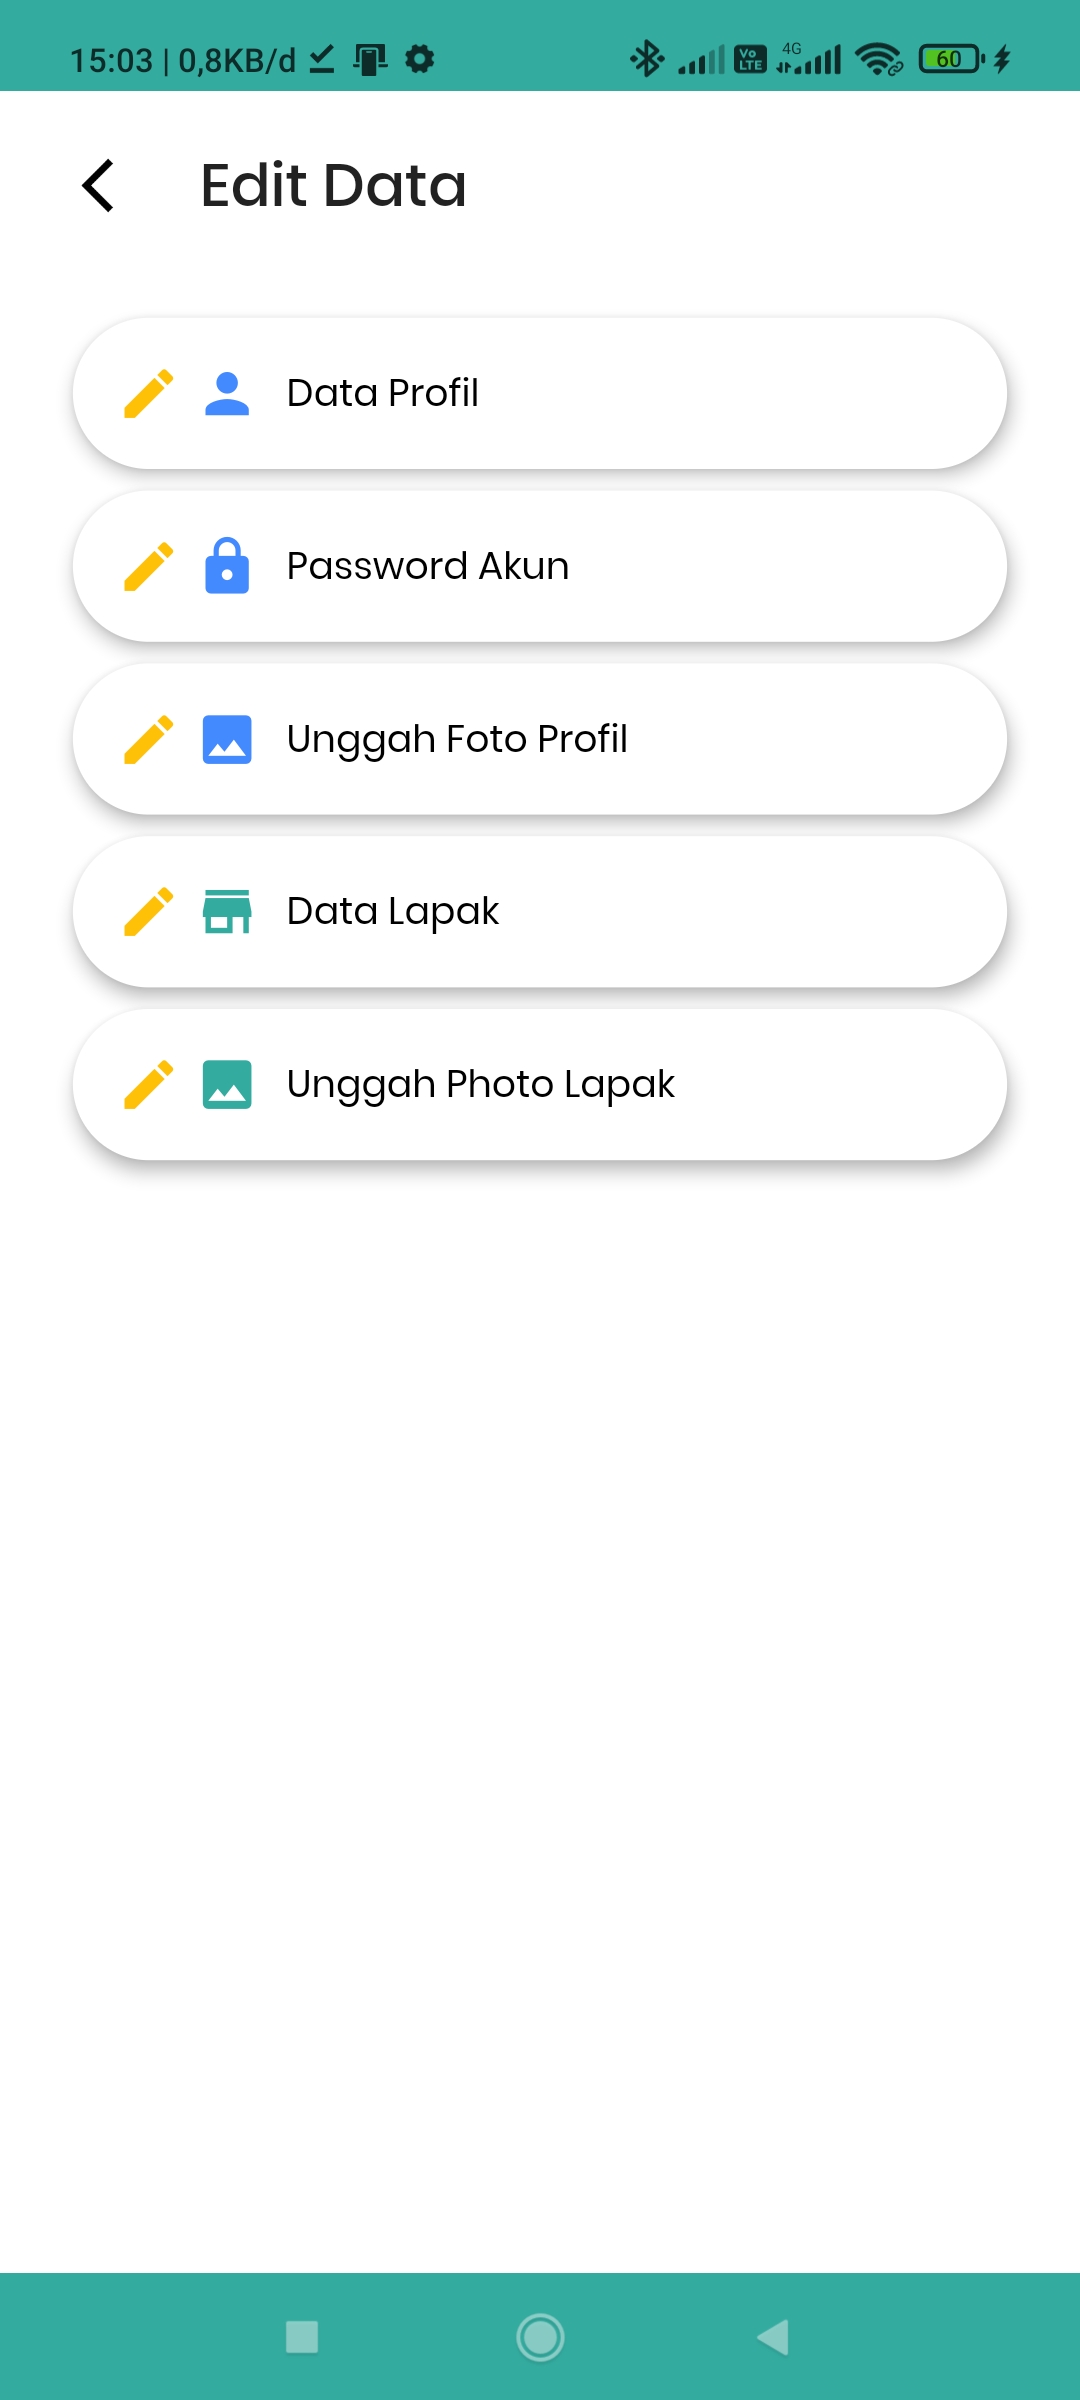 15:03 | 0,8KB/d
Vo LTE 4G 60
Edit Data
Data Profil
Password Akun
Unggah Foto Profil
Data Lapak
Unggah Photo Lapak